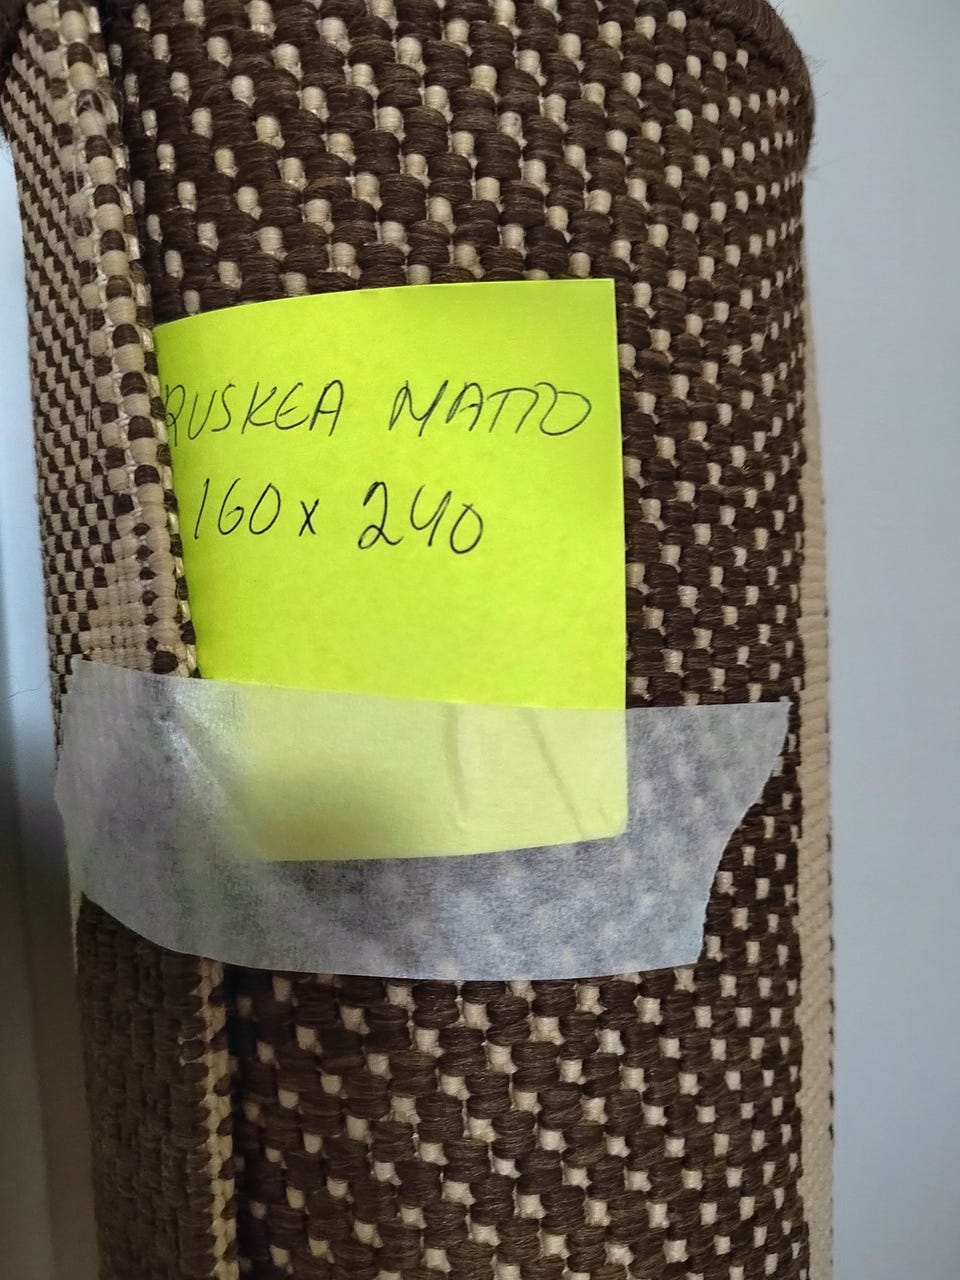 RUSKEA MATTO
160 x 240